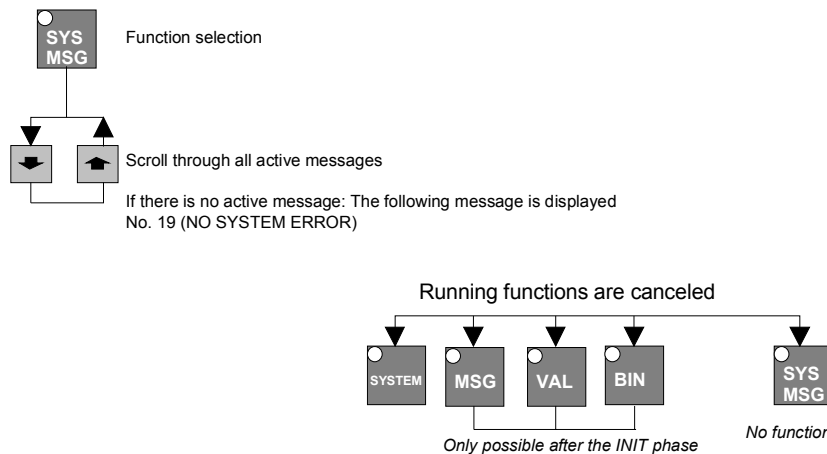 SYS
MSG
Function selection
Scroll through all active messages
If there is no active message: The following message is displayed
No. 19 (NO SYSTEM ERROR)
Running functions are canceled
SYSTEM
MSG
VAL
BIN
SYS
MSG
Only possible after the INIT phase
No function